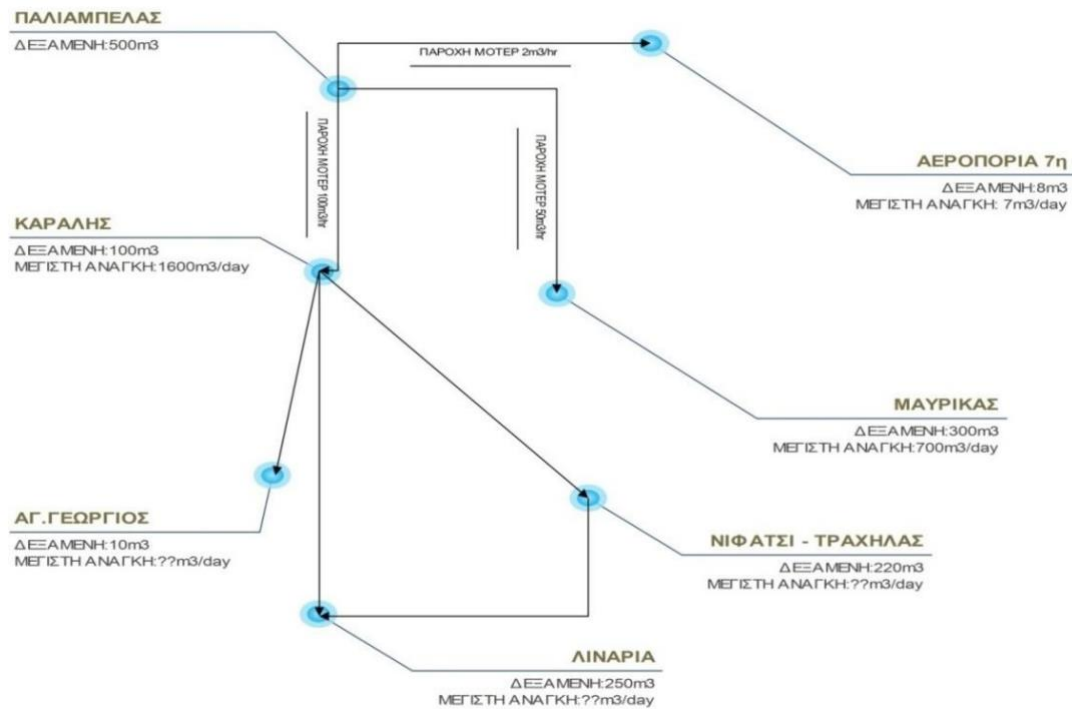 ΠΑΛΙΑΜΠΕΛΑΣ
ΔΕΞΑΜΕΝΗ:500m3
ΠΑΡΟΧΗ ΜΟΤΕΡ 2m3/hr
ΠΑΡΟΧΗ ΜΟΤΕΡ 100m3/hr
ΠΑΡΟΧΗ ΜΟΤΕΡ 50m3/hr
ΑΕΡΟΠΟΡΙΑ 7η
ΔΕΞΑΜΕΝΗ:8m3
ΜΕΓΙΣΤΗ ΑΝΑΓΚΗ: 7m3/day
ΚΑΡΑΛΗΣ
ΔΕΞΑΜΕΝΗ:100m3
ΜΕΓΙΣΤΗ ΑΝΑΓΚΗ:1600m3/day
ΜΑΥΡΙΚΑΣ
ΔΕΞΑΜΕΝΗ:300m3
ΜΕΓΙΣΤΗ ΑΝΑΓΚΗ:700m3/day
ΑΓ.ΓΕΩΡΓΙΟΣ
ΔΕΞΑΜΕΝΗ:10m3
ΜΕΓΙΣΤΗ ΑΝΑΓΚΗ:??m3/day
ΝΙΦΑΤΣΙ - ΤΡΑΧΗΛΑΣ
ΔΕΞΑΜΕΝΗ:220m3
ΜΕΓΙΣΤΗ ΑΝΑΓΚΗ:??m3/day
ΛΙΝΑΡΙΑ
ΔΕΞΑΜΕΝΗ:250m3
ΜΕΓΙΣΤΗ ΑΝΑΓΚΗ:??m3/day